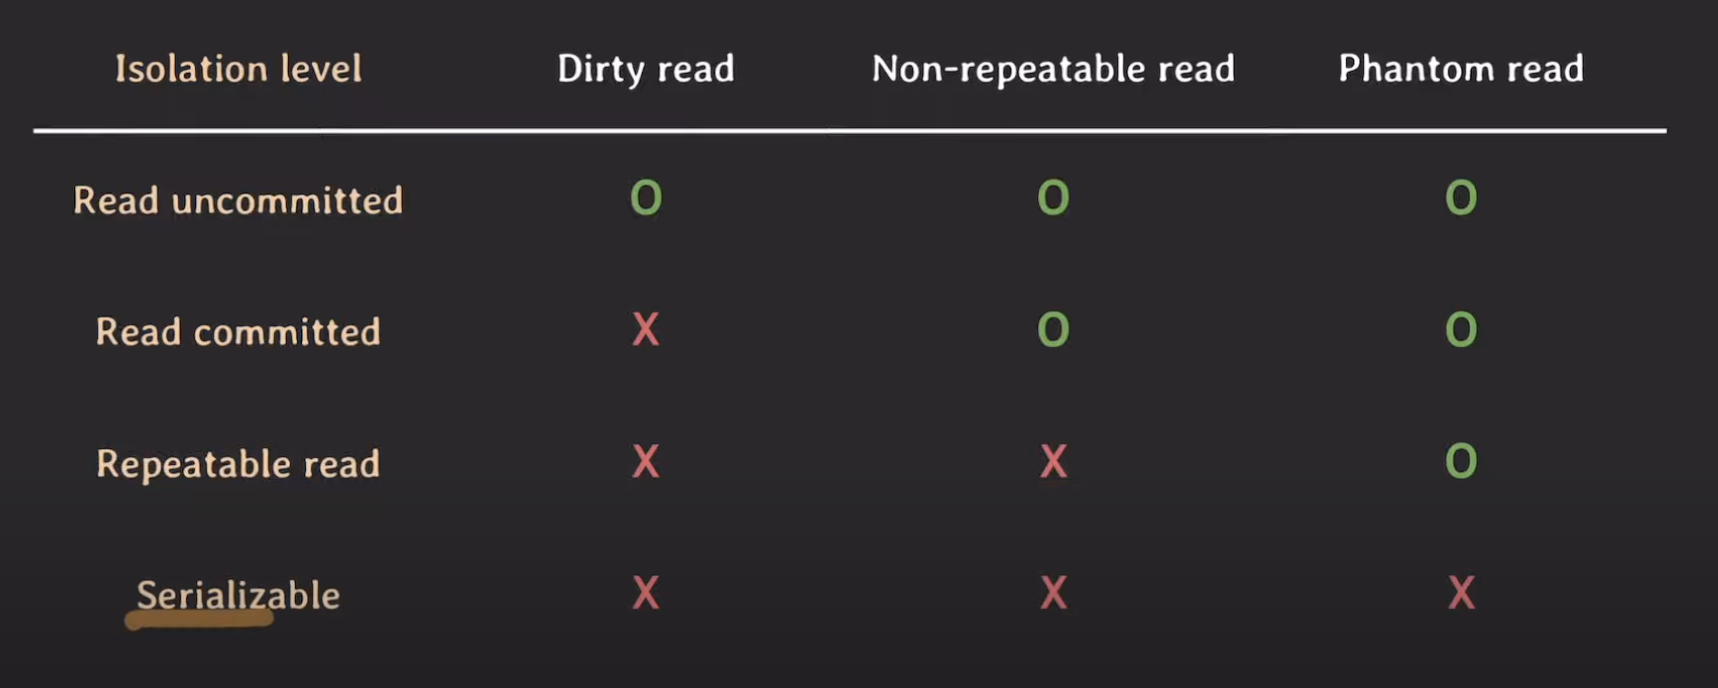 Isolation level Dirty read Non-repeatable read Phantom read
Read uncommitted O O O
Read committed X O O
Repeatable read X X O
Serializable X X X